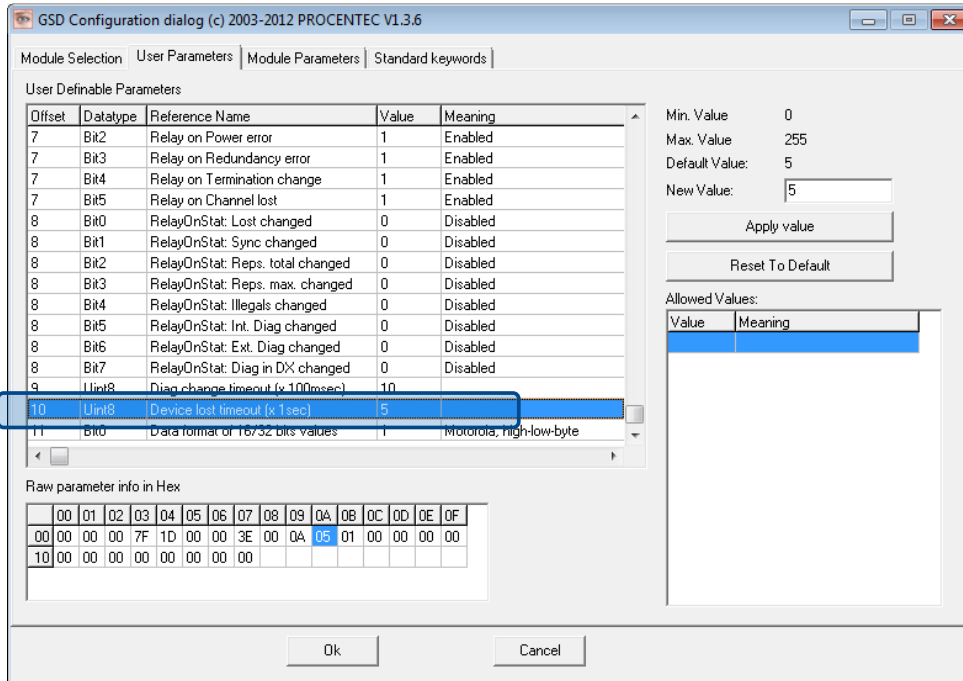 GSD Configuration dialog (c) 2003-2012 PROCENTEC V1.3.6
Module Selection User Parameters Module Parameters Standard keywords
User Definable Parameters
Offset Datatype Reference Name Value Meaning
7 Bit2 Relay on Power error 1 Enabled
7 Bit3 Relay on Redundancy error 1 Enabled
7 Bit4 Relay on Termination change 1 Enabled
7 Bit5 Relay on Channel lost 1 Enabled
8 Bit0 RelayOnStat: Lost changed 0 Disabled
8 Bit1 RelayOnStat: Sync changed 0 Disabled
8 Bit2 RelayOnStat: Reps. total changed 0 Disabled
8 Bit3 RelayOnStat: Reps. max. changed 0 Disabled
8 Bit4 RelayOnStat: Illegals changed 0 Disabled
8 Bit5 RelayOnStat: Int. Diag changed 0 Disabled
8 Bit6 RelayOnStat: Ext. Diag changed 0 Disabled
8 Bit7 RelayOnStat: Diag in DX changed 0 Disabled
9 Uint8 Diag change timeout (x 100msec) 10
10 Uint8 Device lost timeout (x 1sec) 5
11 Bit0 Data format of 16/32 bits values 1 Motorola, high-low-byte
Min. Value 0
Max. Value 255
Default Value: 5
New Value: 5
Apply value
Reset To Default
Allowed Values:
Value Meaning
Raw parameter info in Hex
00 01 02 03 04 05 06 07 08 09 0A 0B 0C 0D 0E 0F
00 00 00 00 7F 1D 00 00 3E 00 0A 05 01 00 00 00 00
10 00 00 00 00 00 00 00 00
Ok Cancel